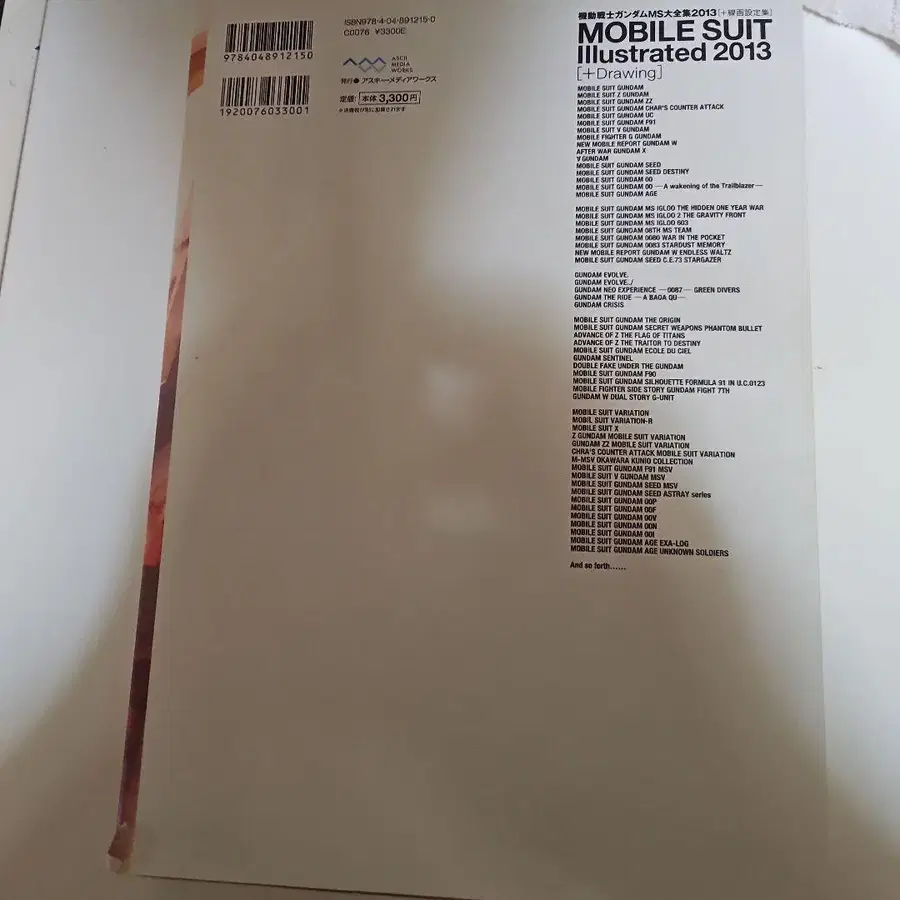 9784048912150
1920076033001
ISBN978-4-04-891215-0
C0076 ¥3300E
ASCII
MEDIA
WORKS
発行●アスキー・メディアワークス
定価：本体3,300円
※消費税が別に加算されます
機動戦士ガンダムMS大全集2013[+線画設定集]
MOBILE SUIT
Illustrated 2013
[+Drawing]
MOBILE SUIT GUNDAM
MOBILE SUIT Z GUNDAM
MOBILE SUIT GUNDAM ZZ
MOBILE SUIT GUNDAM CHAR'S COUNTER ATTACK
MOBILE SUIT GUNDAM UC
MOBILE SUIT GUNDAM F91
MOBILE SUIT V GUNDAM
MOBILE FIGHTER G GUNDAM
NEW MOBILE REPORT GUNDAM W
AFTER WAR GUNDAM X
∀ GUNDAM
MOBILE SUIT GUNDAM SEED
MOBILE SUIT GUNDAM SEED DESTINY
MOBILE SUIT GUNDAM 00
MOBILE SUIT GUNDAM 00 —A wakening of the Trailblazer—
MOBILE SUIT GUNDAM AGE
MOBILE SUIT GUNDAM MS IGLOO THE HIDDEN ONE YEAR WAR
MOBILE SUIT GUNDAM MS IGLOO 2 THE GRAVITY FRONT
MOBILE SUIT GUNDAM MS IGLOO 603
MOBILE SUIT GUNDAM 08TH MS TEAM
MOBILE SUIT GUNDAM 0080 WAR IN THE POCKET
MOBILE SUIT GUNDAM 0083 STARDUST MEMORY
NEW MOBILE REPORT GUNDAM W ENDLESS WALTZ
MOBILE SUIT GUNDAM SEED C.E.73 STARGAZER
GUNDAM EVOLVE.
GUNDAM EVOLVE../
GUNDAM NEO EXPERIENCE —0087— GREEN DIVERS
GUNDAM THE RIDE —A BAOA QU—
GUNDAM CRISIS
MOBILE SUIT GUNDAM THE ORIGIN
MOBILE SUIT GUNDAM SECRET WEAPONS PHANTOM BULLET
ADVANCE OF Z THE FLAG OF TITANS
ADVANCE OF Z THE TRAITOR TO DESTINY
MOBILE SUIT GUNDAM ECOLE DU CIEL
GUNDAM SENTINEL
DOUBLE FAKE UNDER THE GUNDAM
MOBILE SUIT GUNDAM F90
MOBILE SUIT GUNDAM SILHOUETTE FORMULA 91 IN U.C.0123
MOBILE FIGHTER SIDE STORY GUNDAM FIGHT 7TH
GUNDAM W DUAL STORY G-UNIT
MOBILE SUIT VARIATION
MOBIL SUIT VARIATION-R
MOBILE SUIT X
Z GUNDAM MOBILE SUIT VARIATION
GUNDAM ZZ MOBILE SUIT VARIATION
CHRA'S COUNTER ATTACK MOBILE SUIT VARIATION
M-MSV OKAWARA KUNIO COLLECTION
MOBILE SUIT GUNDAM F91 MSV
MOBILE SUIT V GUNDAM MSV
MOBILE SUIT GUNDAM SEED MSV
MOBILE SUIT GUNDAM SEED ASTRAY series
MOBILE SUIT GUNDAM 00P
MOBILE SUIT GUNDAM 00F
MOBILE SUIT GUNDAM 00V
MOBILE SUIT GUNDAM 00N
MOBILE SUIT GUNDAM 00I
MOBILE SUIT GUNDAM AGE EXA-LOG
MOBILE SUIT GUNDAM AGE UNKNOWN SOLDIERS
And so forth......